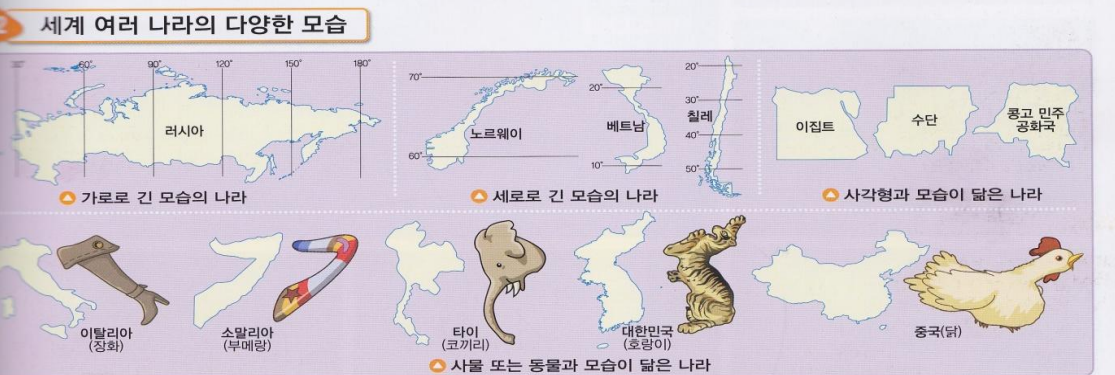 2 세계 여러 나라의 다양한 모습
60° 90° 120° 150° 180°
러시아
가로로 긴 모습의 나라
70°
60°
노르웨이
20°
10°
베트남
20°
30°
40°
50°
칠레
세로로 긴 모습의 나라
이집트
수단
콩고 민주
공화국
사각형과 모습이 닮은 나라
이탈리아
(장화)
소말리아
(부메랑)
타이
(코끼리)
대한민국
(호랑이)
중국(닭)
사물 또는 동물과 모습이 닮은 나라